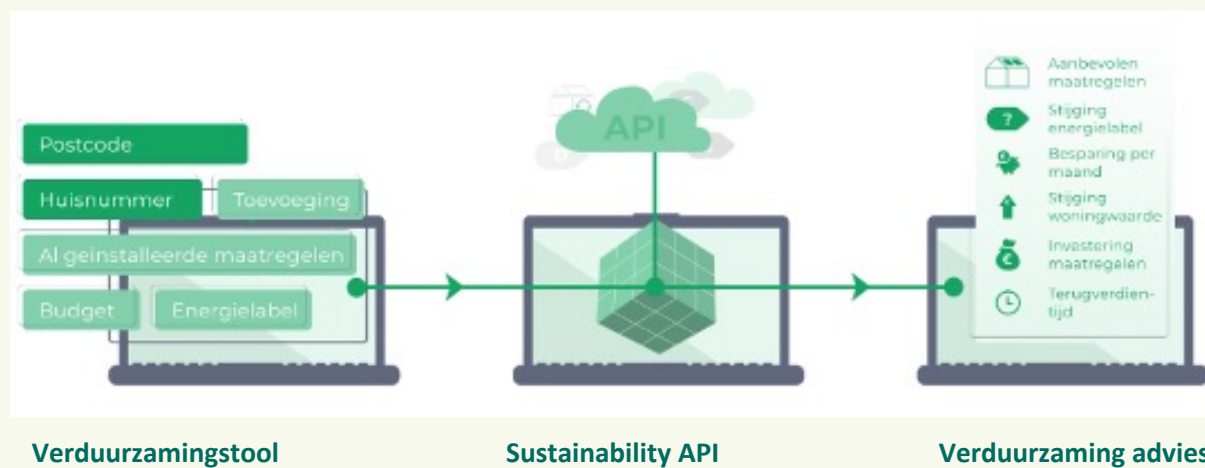 Postcode
Huisnummer
Toevoeging
Al geinstalleerde maatregelen
Budget
Energielabel
API
Aanbevolen
maatregelen
?
Stijging
energielabel
Besparing per
maand
Stijging
woningwaarde
€
Investering
maatregelen
Terugverdien-
tijd
Verduurzamingstool
Sustainability API
Verduurzaming advies